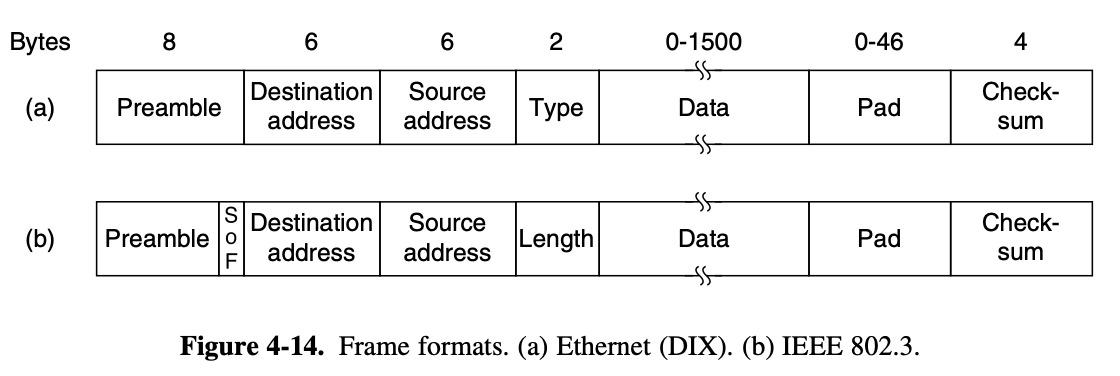 Bytes 8 6 6 2 0-1500 0-46 4
(a) Preamble Destination address Source address Type Data Pad Check-sum
(b) Preamble SoF Destination address Source address Length Data Pad Check-sum
Figure 4-14. Frame formats. (a) Ethernet (DIX). (b) IEEE 802.3.